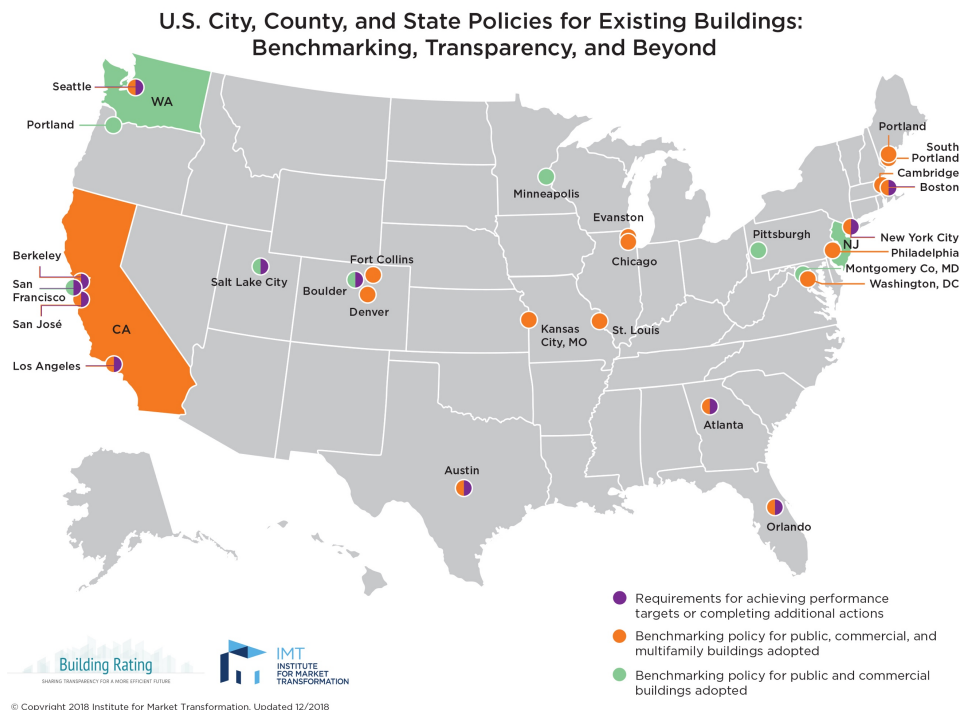 U.S. City, County, and State Policies for Existing Buildings:
Benchmarking, Transparency, and Beyond
Seattle
WA
Portland
Minneapolis
Portland
South
Portland
Cambridge
Boston
Evanston
Chicago
Pittsburgh
New York City
NJ
Philadelphia
Montgomery Co, MD
Washington, DC
Berkeley
San
Francisco
San José
CA
Los Angeles
Salt Lake City
Fort Collins
Boulder
Denver
Kansas
City, MO
St. Louis
Atlanta
Austin
Orlando
Requirements for achieving performance
targets or completing additional actions
Benchmarking policy for public, commercial, and
multifamily buildings adopted
Benchmarking policy for public and commercial
buildings adopted
Building Rating
SHARING TRANSPARENCY FOR A MORE EFFICIENT FUTURE
IMT
INSTITUTE
FOR MARKET
TRANSFORMATION
© Copyright 2018 Institute for Market Transformation. Updated 12/2018